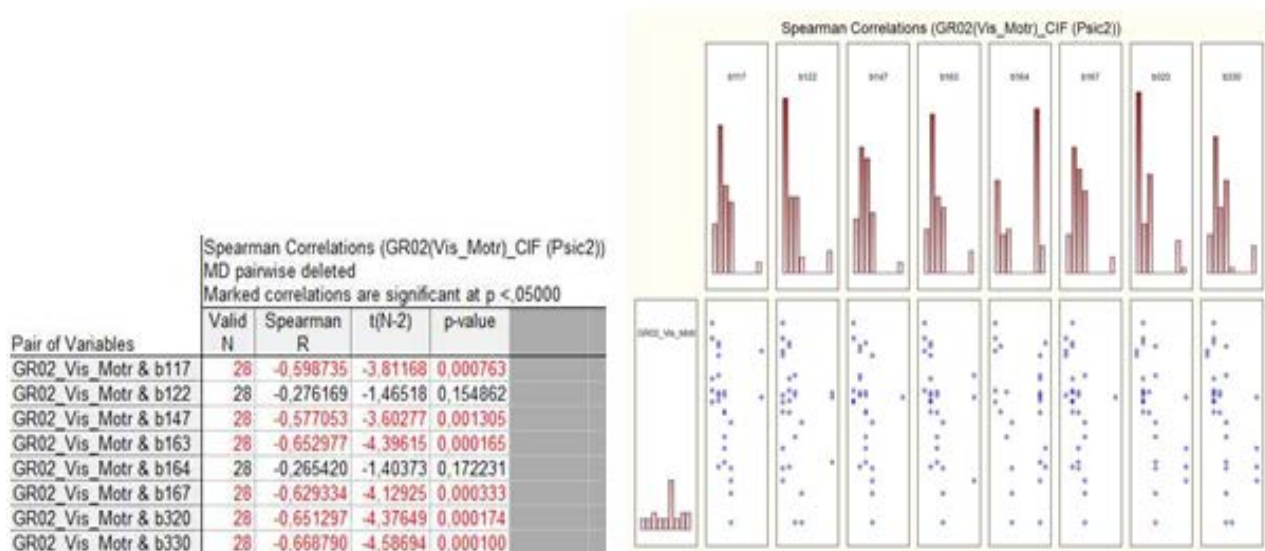 Spearman Correlations (GR02(Vis_Motr)_CIF (Psic2))
MD pairwise deleted
Marked correlations are significant at p <,05000
Pair of Variables Valid N Spearman R t(N-2) p-value
GR02_Vis_Motr & b117 28 -0,598735 -3,81168 0,000763
GR02_Vis_Motr & b122 28 -0,276169 -1,46518 0,154862
GR02_Vis_Motr & b147 28 -0,577053 -3,60277 0,001305
GR02_Vis_Motr & b163 28 -0,652977 -4,39615 0,000165
GR02_Vis_Motr & b164 28 -0,265420 -1,40373 0,172231
GR02_Vis_Motr & b167 28 -0,629334 -4,12925 0,000333
GR02_Vis_Motr & b320 28 -0,651297 -4,37649 0,000174
GR02_Vis_Motr & b330 28 -0,668790 -4,58694 0,000100
Spearman Correlations (GR02(Vis_Motr)_CIF (Psic2))
b117 b122 b147 b163 b164 b167 b320 b330
GR02_Vis_Motr